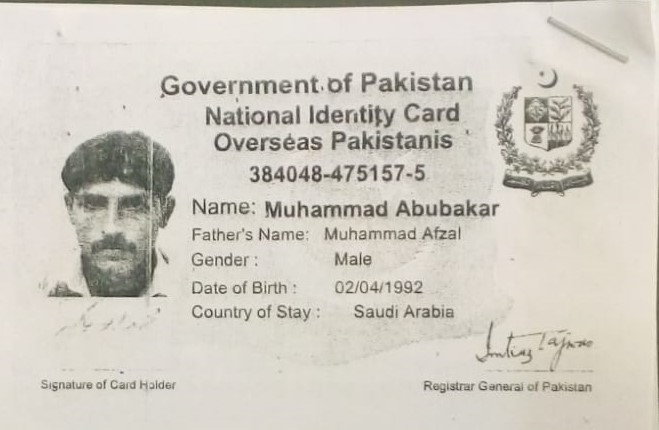 Government of Pakistan
National Identity Card
Overseas Pakistanis
384048-475157-5
Name: Muhammad Abubakar
Father's Name: Muhammad Afzal
Gender : Male
Date of Birth : 02/04/1992
Country of Stay : Saudi Arabia
Imtiaz Tajwar
Signature of Card Holder
Registrar General of Pakistan